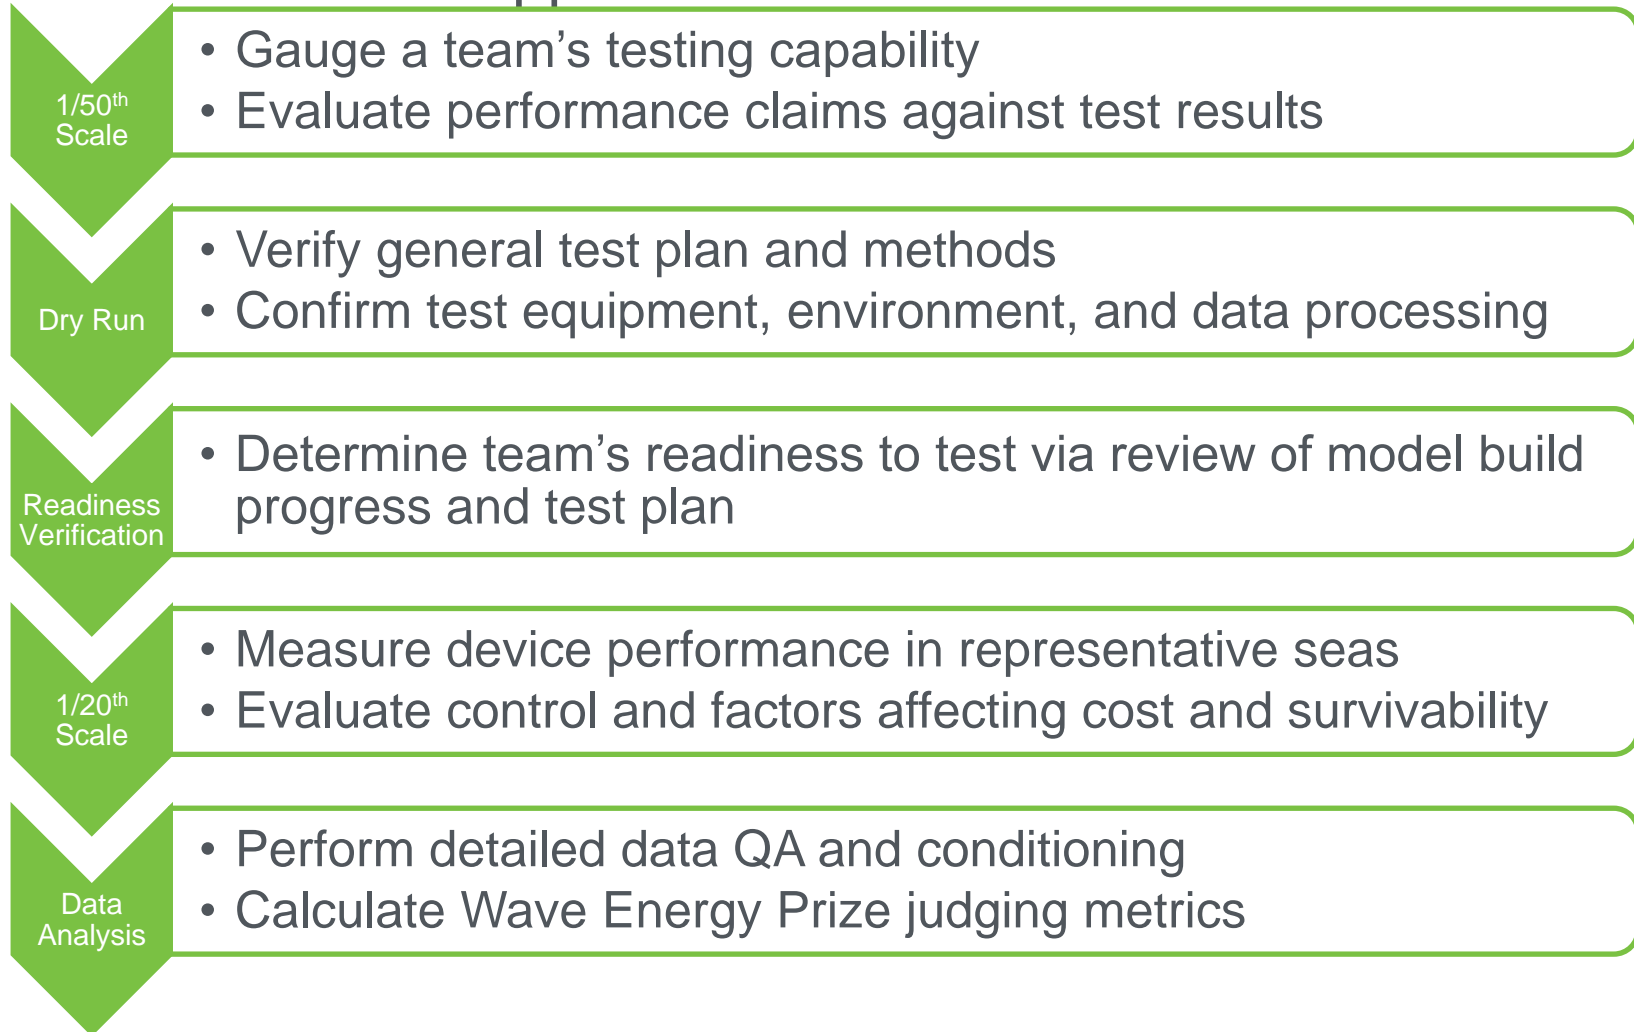 1/50th
Scale
• Gauge a team’s testing capability
• Evaluate performance claims against test results
Dry Run
• Verify general test plan and methods
• Confirm test equipment, environment, and data processing
Readiness
Verification
• Determine team’s readiness to test via review of model build
progress and test plan
1/20th
Scale
• Measure device performance in representative seas
• Evaluate control and factors affecting cost and survivability
Data
Analysis
• Perform detailed data QA and conditioning
• Calculate Wave Energy Prize judging metrics